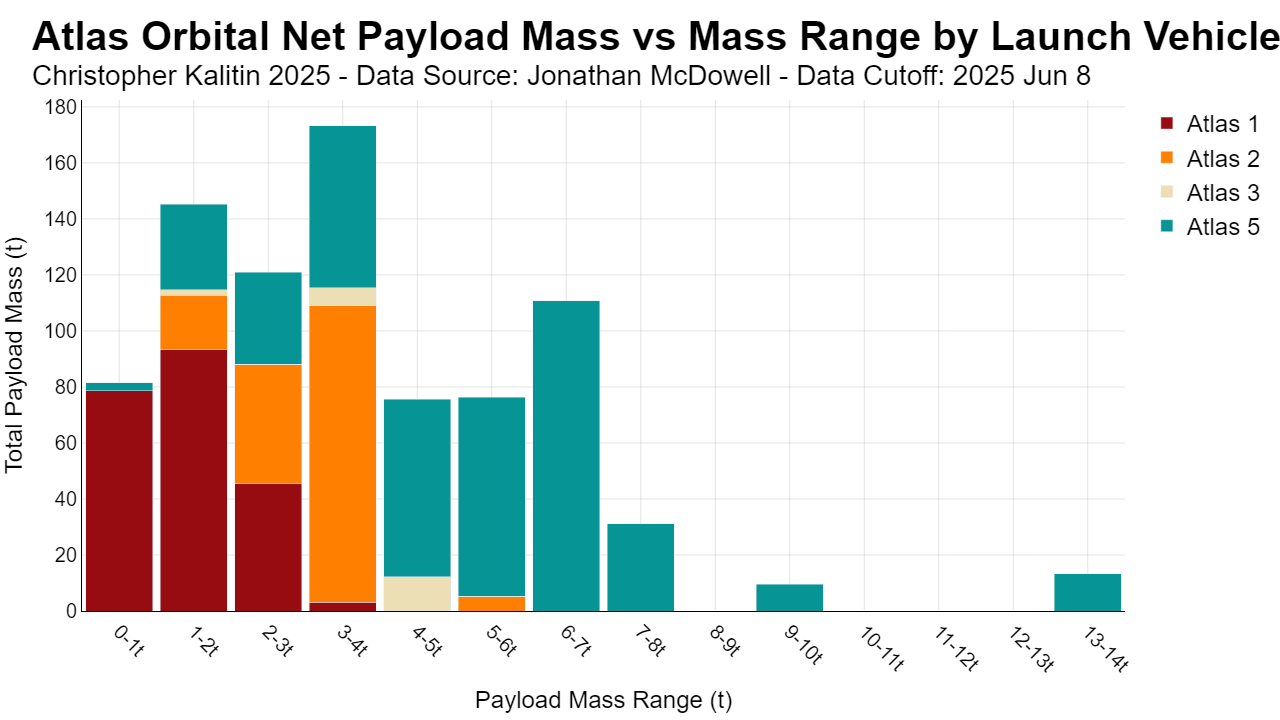 Atlas Orbital Net Payload Mass vs Mass Range by Launch Vehicle
Christopher Kalitin 2025 - Data Source: Jonathan McDowell - Data Cutoff: 2025 Jun 8
Total Payload Mass (t)
180
160
140
120
100
80
60
40
20
0
0-1t
1-2t
2-3t
3-4t
4-5t
5-6t
6-7t
7-8t
8-9t
9-10t
10-11t
11-12t
12-13t
13-14t
Payload Mass Range (t)
Atlas 1
Atlas 2
Atlas 3
Atlas 5